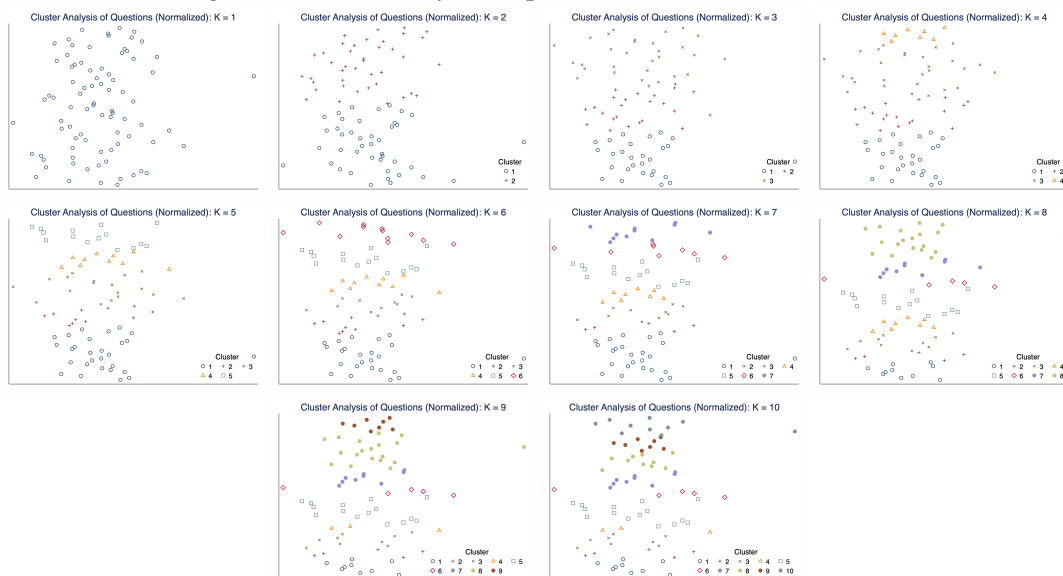 Cluster Analysis of Questions (Normalized): K = 1
Cluster Analysis of Questions (Normalized): K = 2
Cluster
1
2
Cluster Analysis of Questions (Normalized): K = 3
Cluster
1 2
3
Cluster Analysis of Questions (Normalized): K = 4
Cluster
1 2
3 4
Cluster Analysis of Questions (Normalized): K = 5
Cluster
1 2 3
4 5
Cluster Analysis of Questions (Normalized): K = 6
Cluster
1 2 3
4 5 6
Cluster Analysis of Questions (Normalized): K = 7
Cluster
1 2 3 4
5 6 7
Cluster Analysis of Questions (Normalized): K = 8
Cluster
1 2 3 4
5 6 7 8
Cluster Analysis of Questions (Normalized): K = 9
Cluster
1 2 3 4 5
6 7 8 9
Cluster Analysis of Questions (Normalized): K = 10
Cluster
1 2 3 4 5
6 7 8 9 10